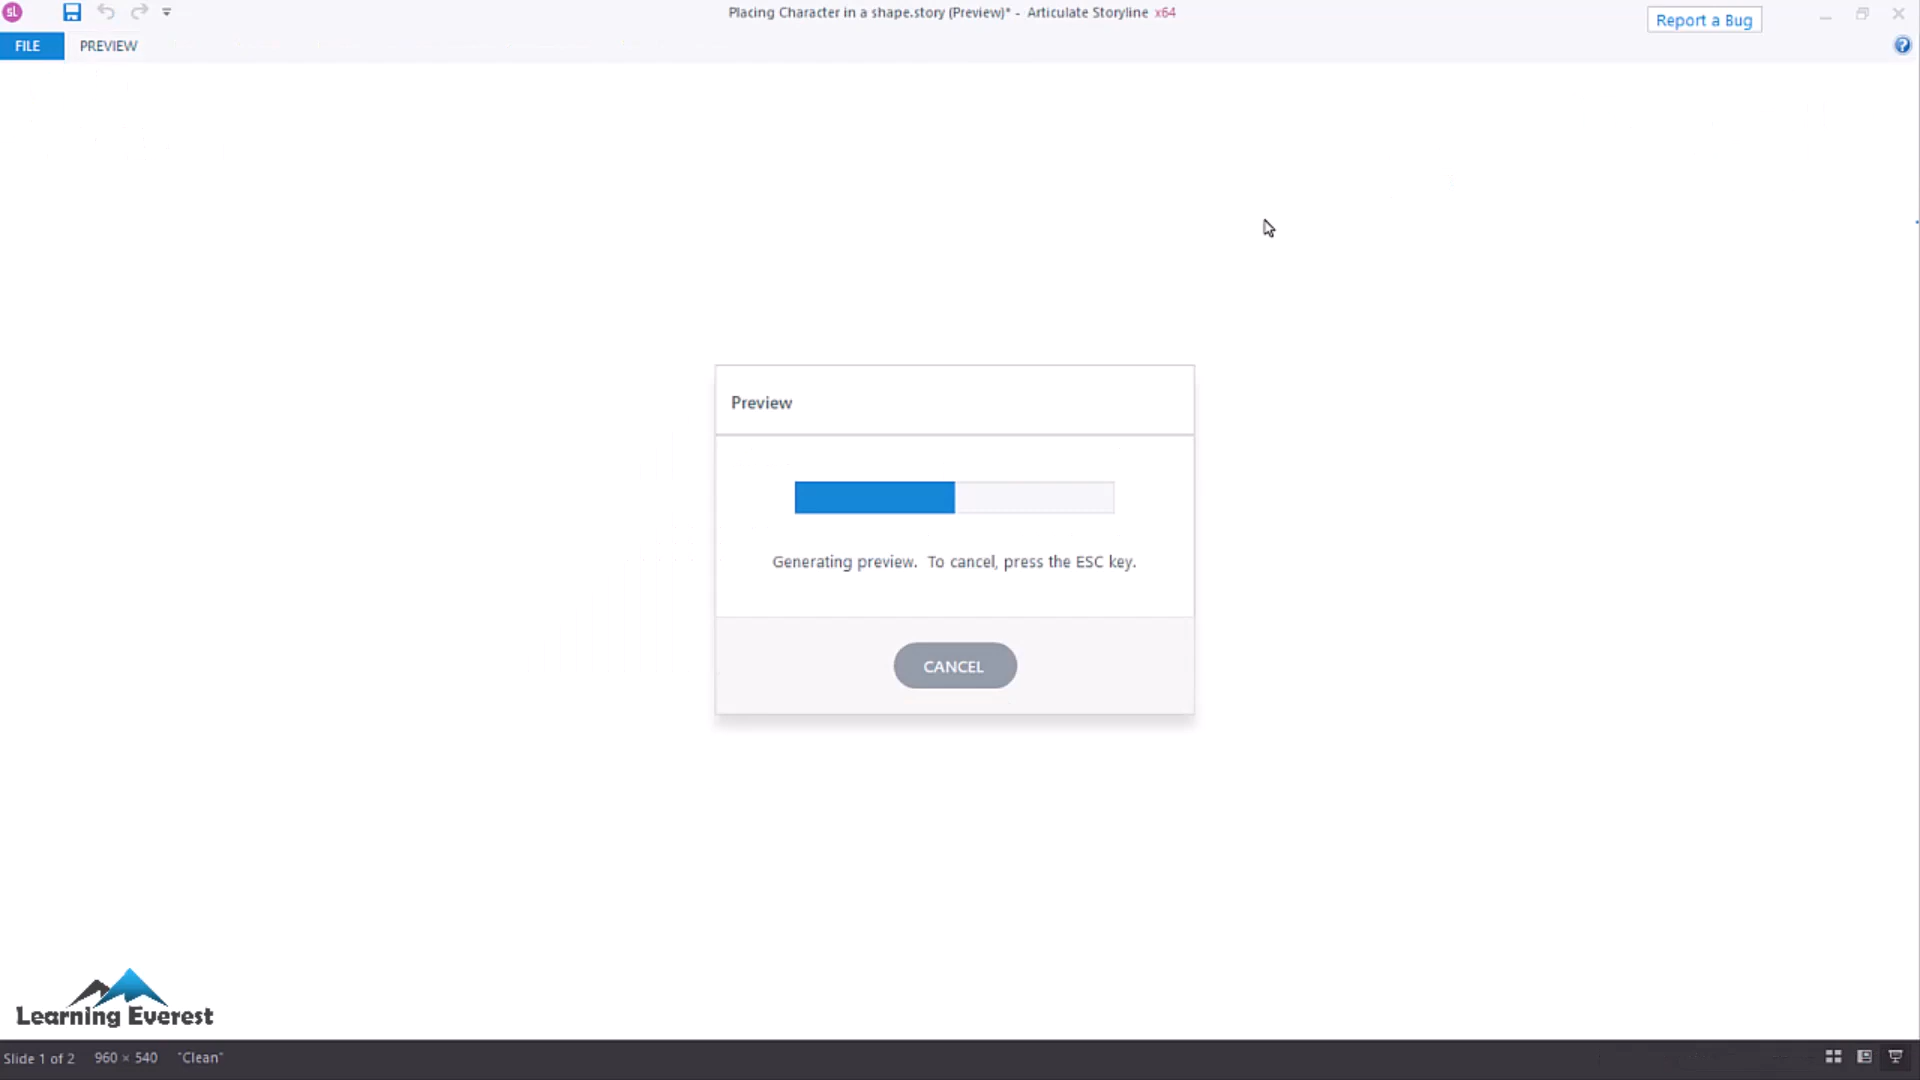 SL
Placing Character in a shape.story (Preview)* - Articulate Storyline x64
Report a Bug
?
FILE
PREVIEW
Preview
Generating preview. To cancel, press the ESC key.
CANCEL
Learning Everest
Slide 1 of 2
960 × 540
"Clean"